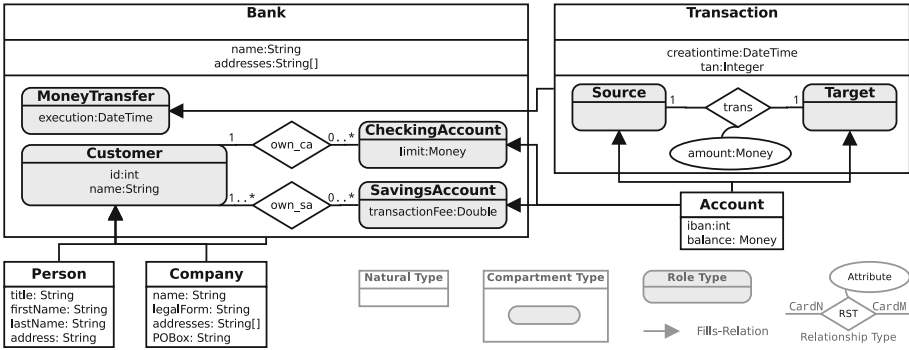 Bank
name:String
addresses:String[]
MoneyTransfer
execution:DateTime
Customer
id:int
name:String
1
own_ca
0..*
CheckingAccount
limit:Money
1..*
own_sa
0..*
SavingsAccount
transactionFee:Double
Transaction
creationtime:DateTime
tan:Integer
Source
1
trans
1
Target
amount:Money
Account
iban:int
balance: Money
Person
title: String
firstName: String
lastName: String
address: String
Company
name: String
legalForm: String
addresses: String[]
POBox: String
Natural Type
Compartment Type
Role Type
Fills-Relation
Attribute
CardN
RST
CardM
Relationship Type